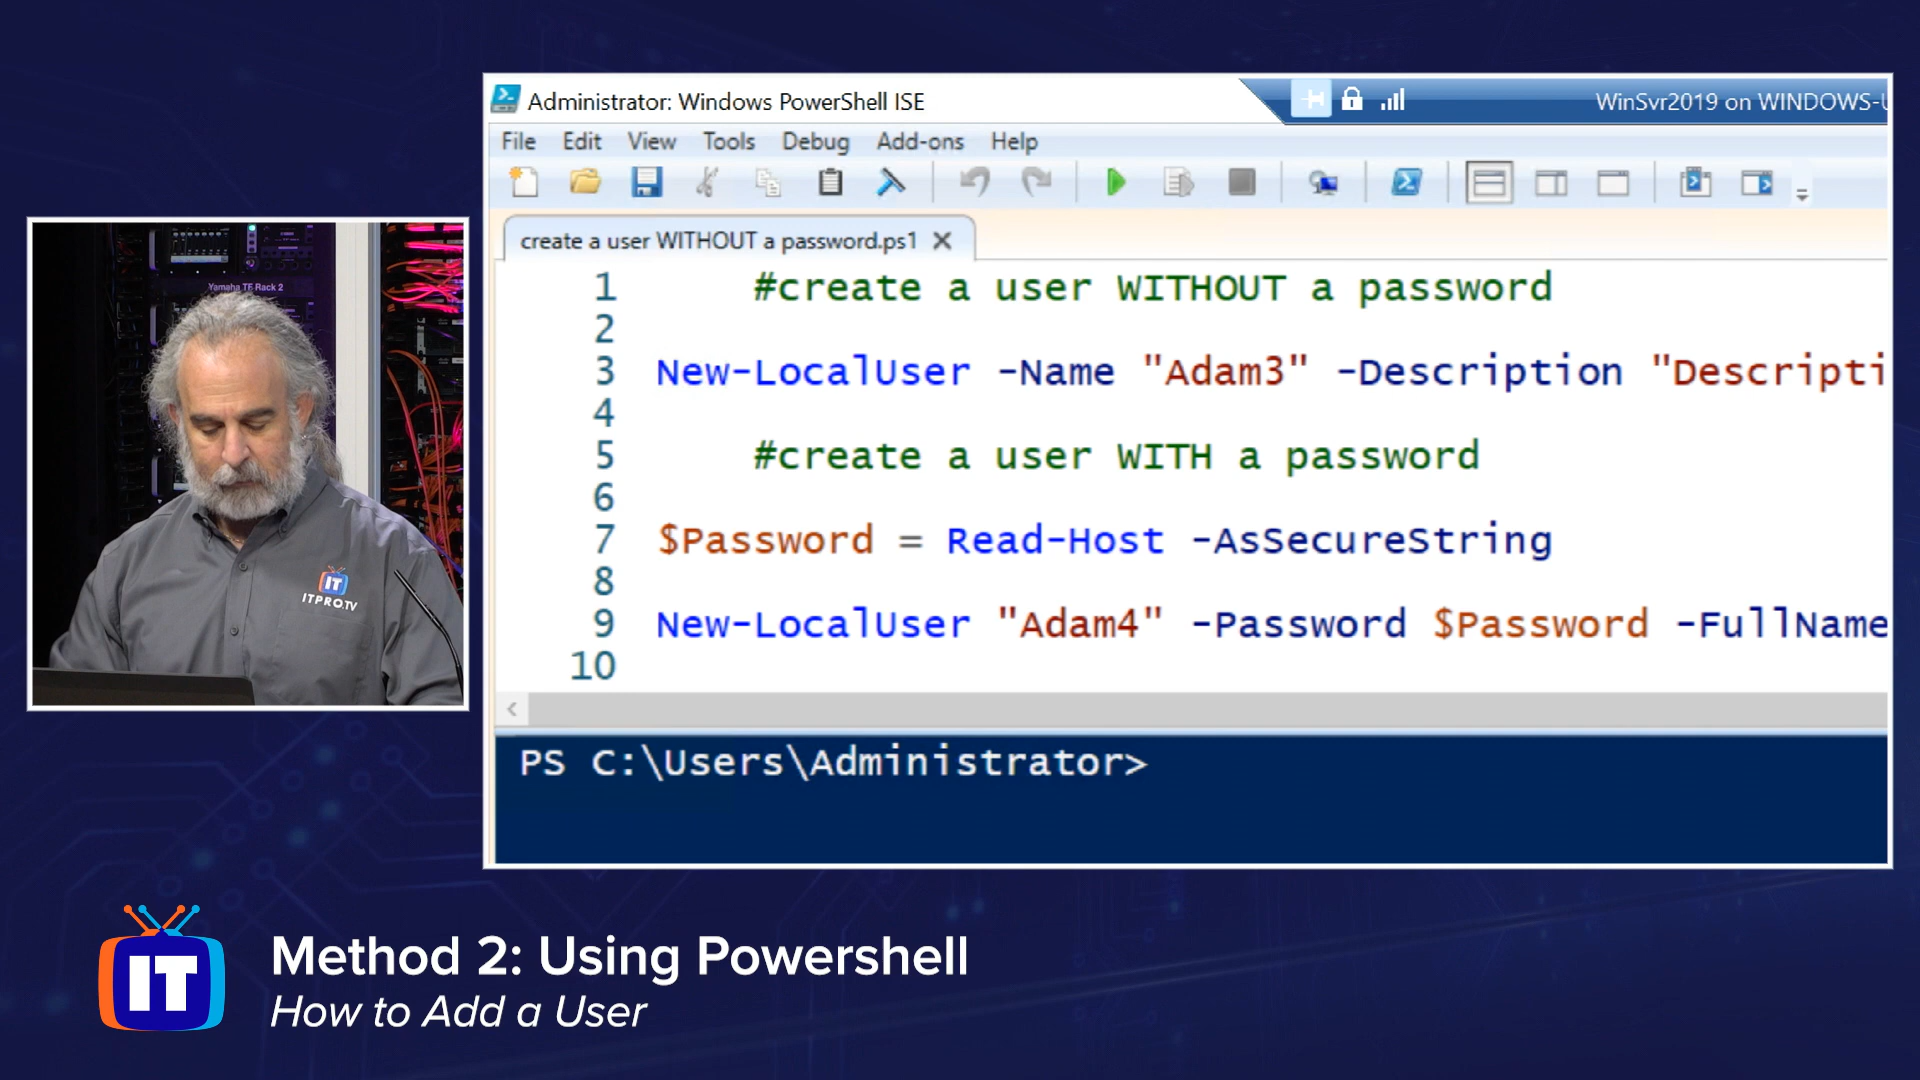 Administrator: Windows PowerShell ISE
WinSvr2019 on WINDOWS-
File Edit View Tools Debug Add-ons Help
create a user WITHOUT a password.ps1
1 #create a user WITHOUT a password
2
3 New-LocalUser -Name "Adam3" -Description "Descripti
4
5 #create a user WITH a password
6
7 $Password = Read-Host -AsSecureString
8
9 New-LocalUser "Adam4" -Password $Password -FullName
10
PS C:\Users\Administrator>
Yamaha TF Rack 2
IT
ITPRO.TV
IT
Method 2: Using Powershell
How to Add a User